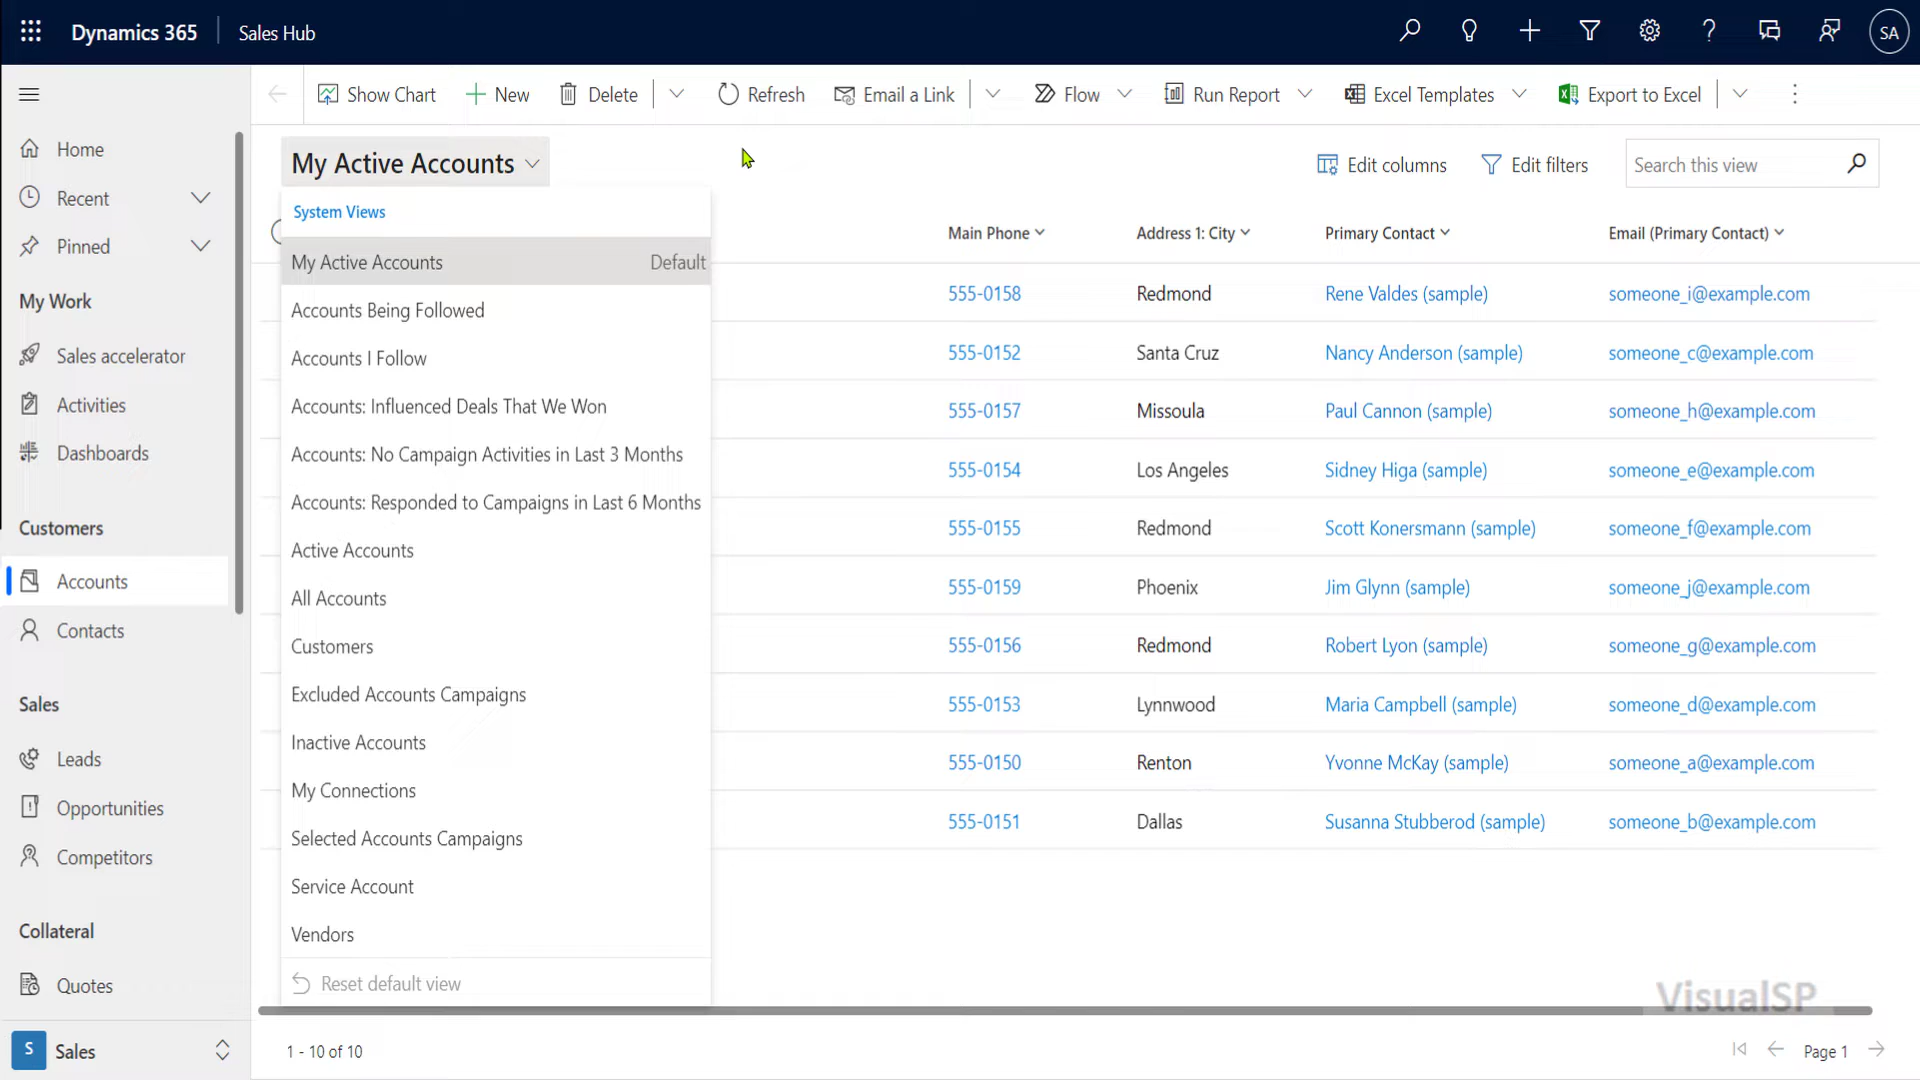 Dynamics 365 Sales Hub SA
Show Chart New Delete Refresh Email a Link Flow Run Report Excel Templates Export to Excel
Home
Recent
Pinned
My Work
Sales accelerator
Activities
Dashboards
Customers
Accounts
Contacts
Sales
Leads
Opportunities
Competitors
Collateral
Quotes
S Sales
My Active Accounts
Edit columns Edit filters Search this view
System Views
My Active Accounts Default
Accounts Being Followed
Accounts I Follow
Accounts: Influenced Deals That We Won
Accounts: No Campaign Activities in Last 3 Months
Accounts: Responded to Campaigns in Last 6 Months
Active Accounts
All Accounts
Customers
Excluded Accounts Campaigns
Inactive Accounts
My Connections
Selected Accounts Campaigns
Service Account
Vendors
Reset default view
Main Phone Address 1: City Primary Contact Email (Primary Contact)
555-0158 Redmond Rene Valdes (sample) someone_i@example.com
555-0152 Santa Cruz Nancy Anderson (sample) someone_c@example.com
555-0157 Missoula Paul Cannon (sample) someone_h@example.com
555-0154 Los Angeles Sidney Higa (sample) someone_e@example.com
555-0155 Redmond Scott Konersmann (sample) someone_f@example.com
555-0159 Phoenix Jim Glynn (sample) someone_j@example.com
555-0156 Redmond Robert Lyon (sample) someone_g@example.com
555-0153 Lynnwood Maria Campbell (sample) someone_d@example.com
555-0150 Renton Yvonne McKay (sample) someone_a@example.com
555-0151 Dallas Susanna Stubberod (sample) someone_b@example.com
VisualSP
1 - 10 of 10 Page 1